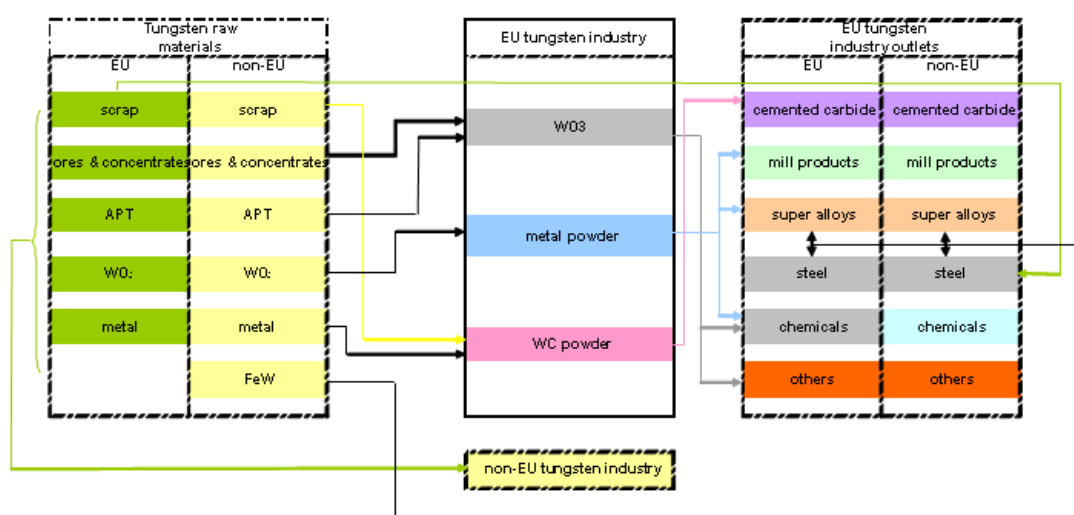 Tungsten raw
materials
EU non-EU
scrap scrap
ores & concentrates ores & concentrates
APT APT
WO: WO:
metal metal
FeW
EU tungsten industry
WO3
metal powder
WC powder
non-EU tungsten industry
EU tungsten
industry outlets
EU non-EU
cemented carbide cemented carbide
mill products mill products
super alloys super alloys
steel steel
chemicals chemicals
others others